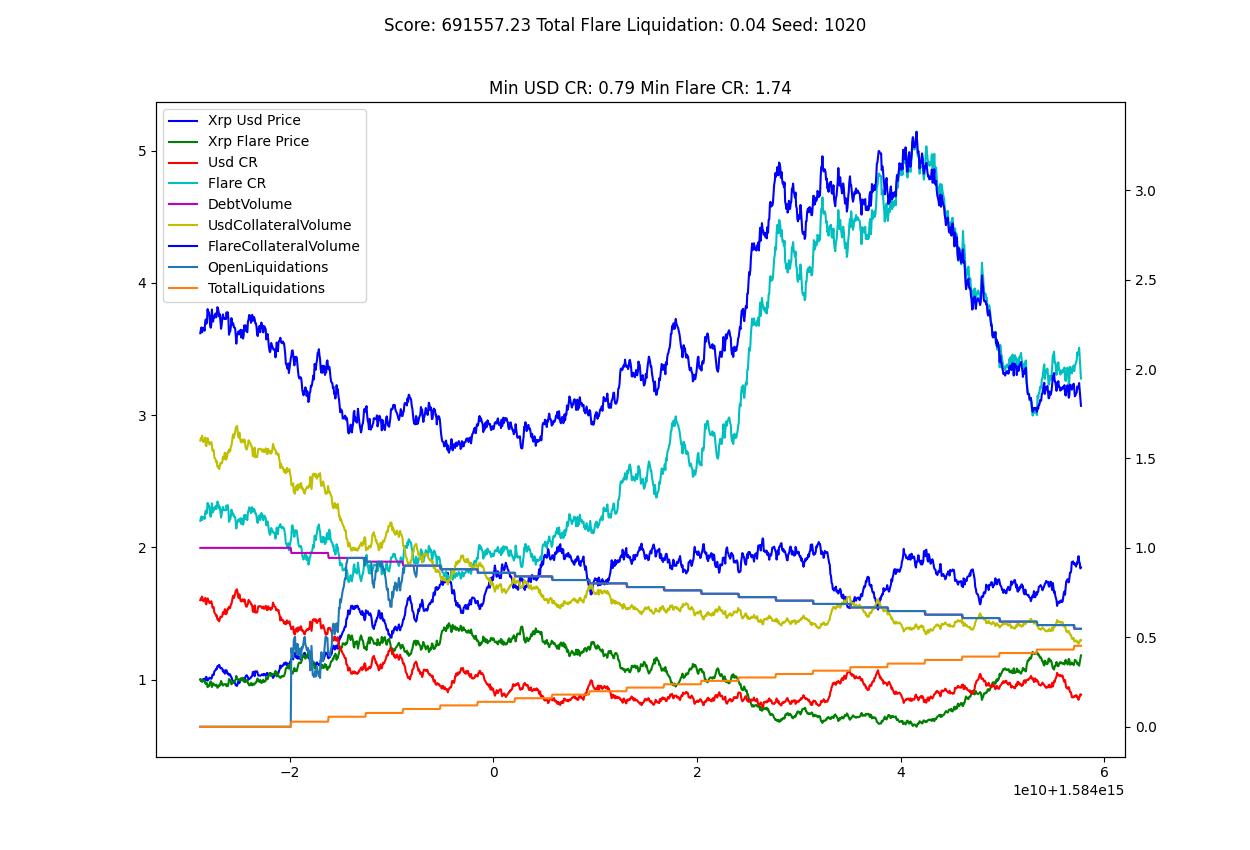 Score: 691557.23 Total Flare Liquidation: 0.04 Seed: 1020
Min USD CR: 0.79 Min Flare CR: 1.74
Xrp Usd Price
Xrp Flare Price
Usd CR
Flare CR
DebtVolume
UsdCollateralVolume
FlareCollateralVolume
OpenLiquidations
TotalLiquidations
5
4
3
2
1
3.0
2.5
2.0
1.5
1.0
0.5
0.0
−2 0 2 4 6
1e10+1.584e15